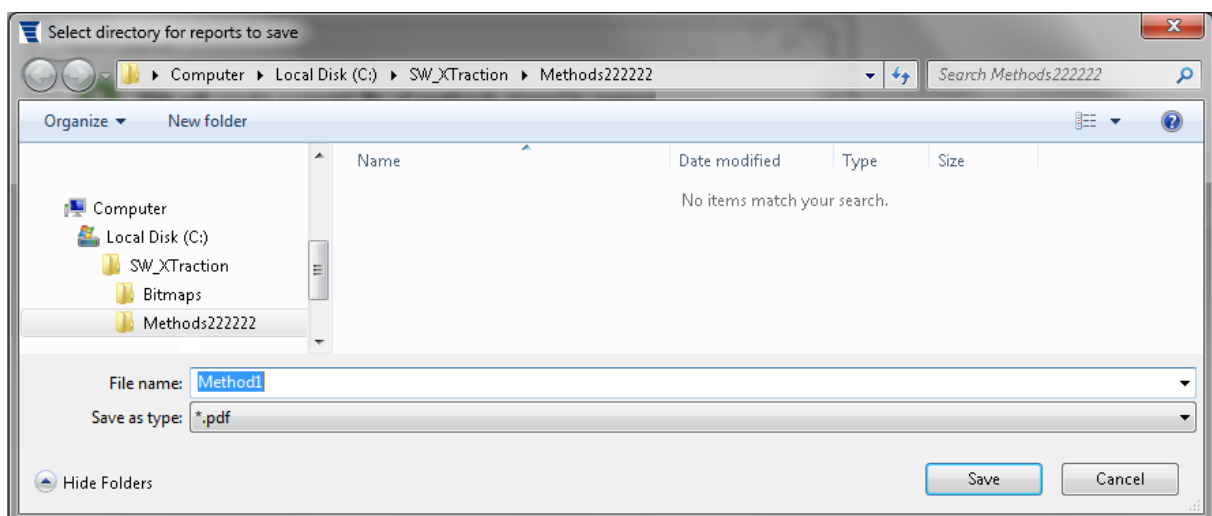 Select directory for reports to save
Computer ▸ Local Disk (C:) ▸ SW_XTraction ▸ Methods222222
Search Methods222222
Organize
New folder
Name
Date modified
Type
Size
No items match your search.
Computer
Local Disk (C:)
SW_XTraction
Bitmaps
Methods222222
File name: Method1
Save as type: *.pdf
Hide Folders
Save
Cancel